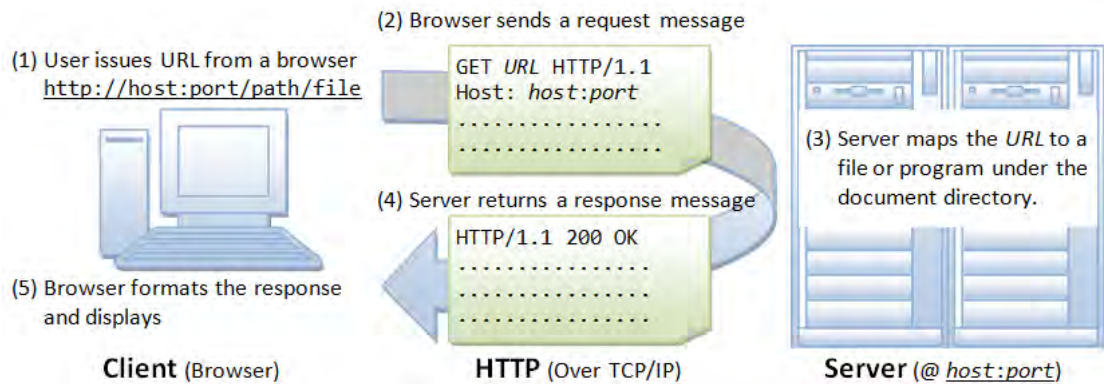 (1) User issues URL from a browser
http://host:port/path/file
(2) Browser sends a request message
GET URL HTTP/1.1
Host: host:port
.................
.................
(3) Server maps the URL to a
file or program under the
document directory.
(4) Server returns a response message
HTTP/1.1 200 OK
................
................
................
(5) Browser formats the response
and displays
Client (Browser)
HTTP (Over TCP/IP)
Server (@ host:port)